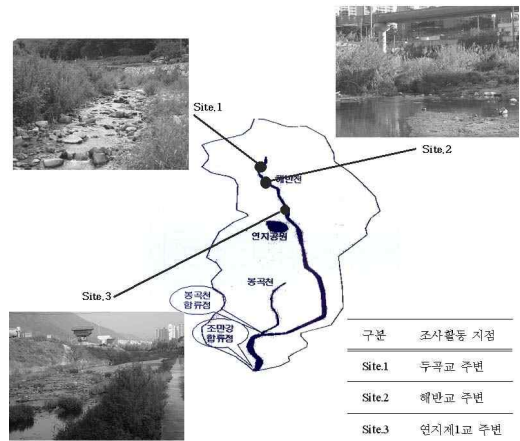 Site.1
Site.2
해반천
연지공원
Site.3
봉곡천
합류점
봉곡천
조만강
합류점
구분 조사활동 지점
Site.1 두곡교 주변
Site.2 해반교 주변
Site.3 연지제1교 주변